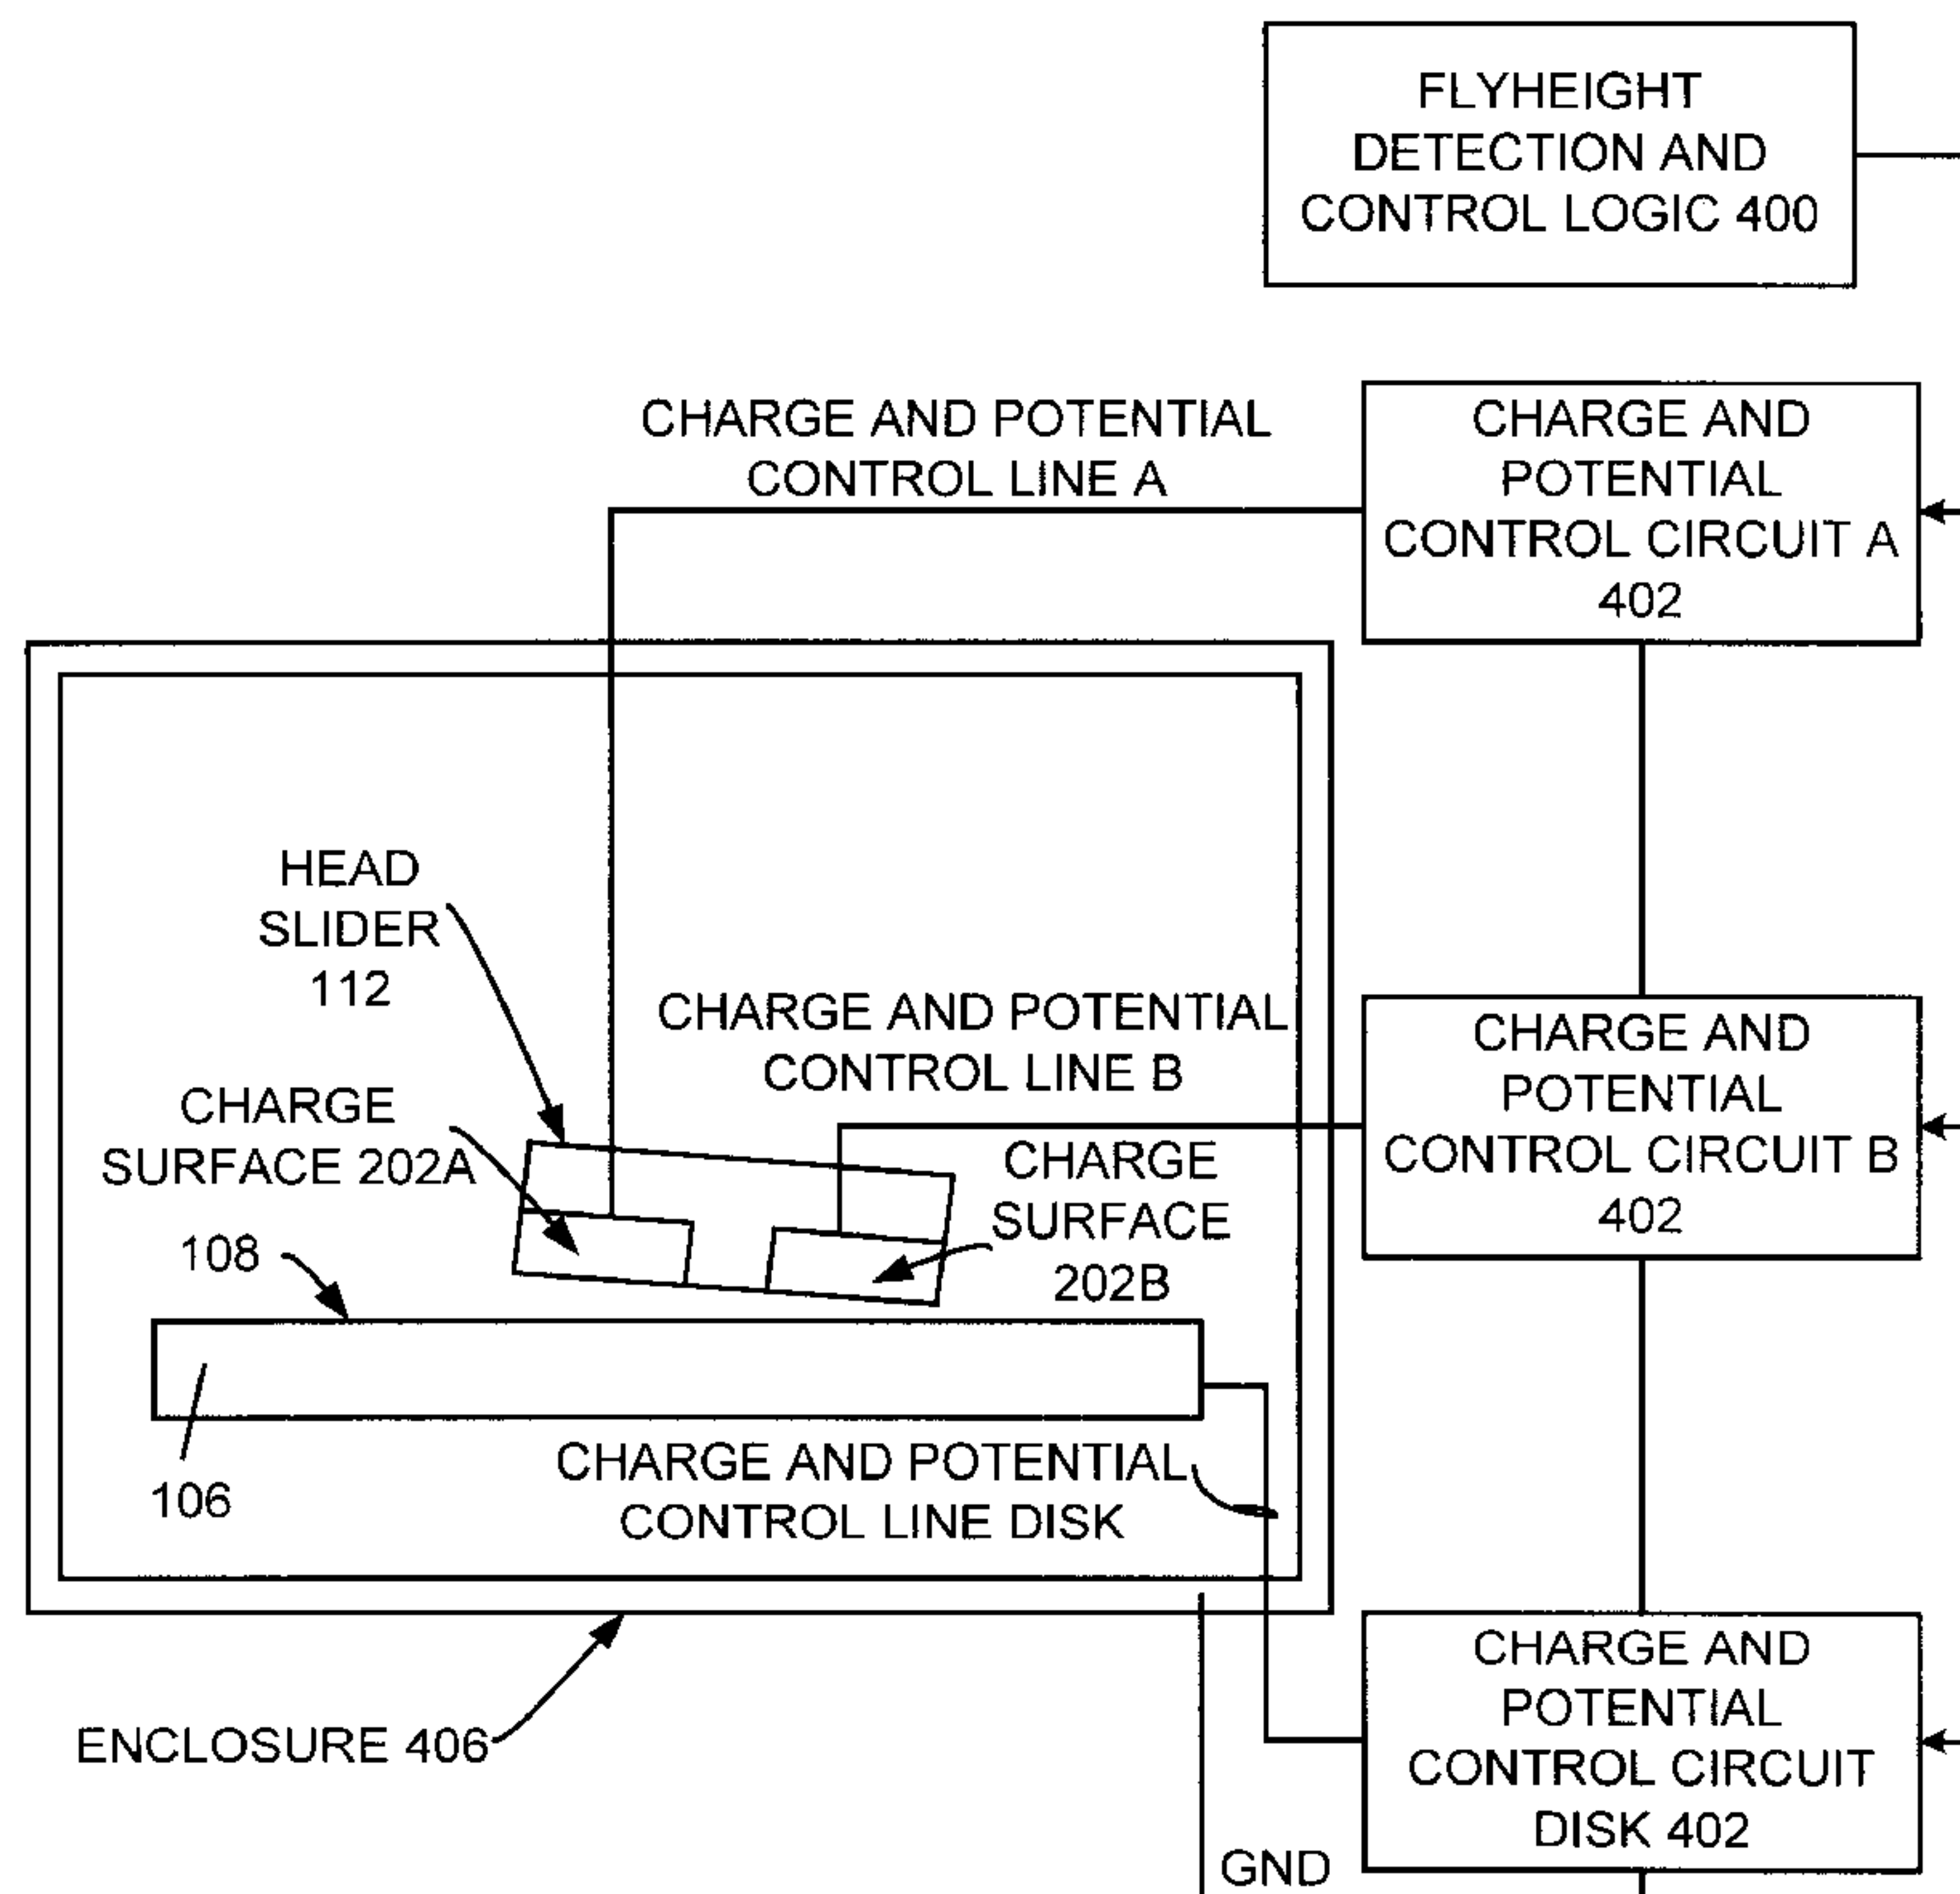 FLYHEIGHT
DETECTION AND
CONTROL LOGIC 400
CHARGE AND POTENTIAL
CONTROL LINE A
CHARGE AND
POTENTIAL
CONTROL CIRCUIT A
402
HEAD
SLIDER
112
CHARGE AND POTENTIAL
CONTROL LINE B
CHARGE AND
POTENTIAL
CONTROL CIRCUIT B
402
CHARGE
SURFACE 202A
CHARGE
SURFACE
202B
108
106
CHARGE AND POTENTIAL
CONTROL LINE DISK
ENCLOSURE 406
CHARGE AND
POTENTIAL
CONTROL CIRCUIT
DISK 402
GND